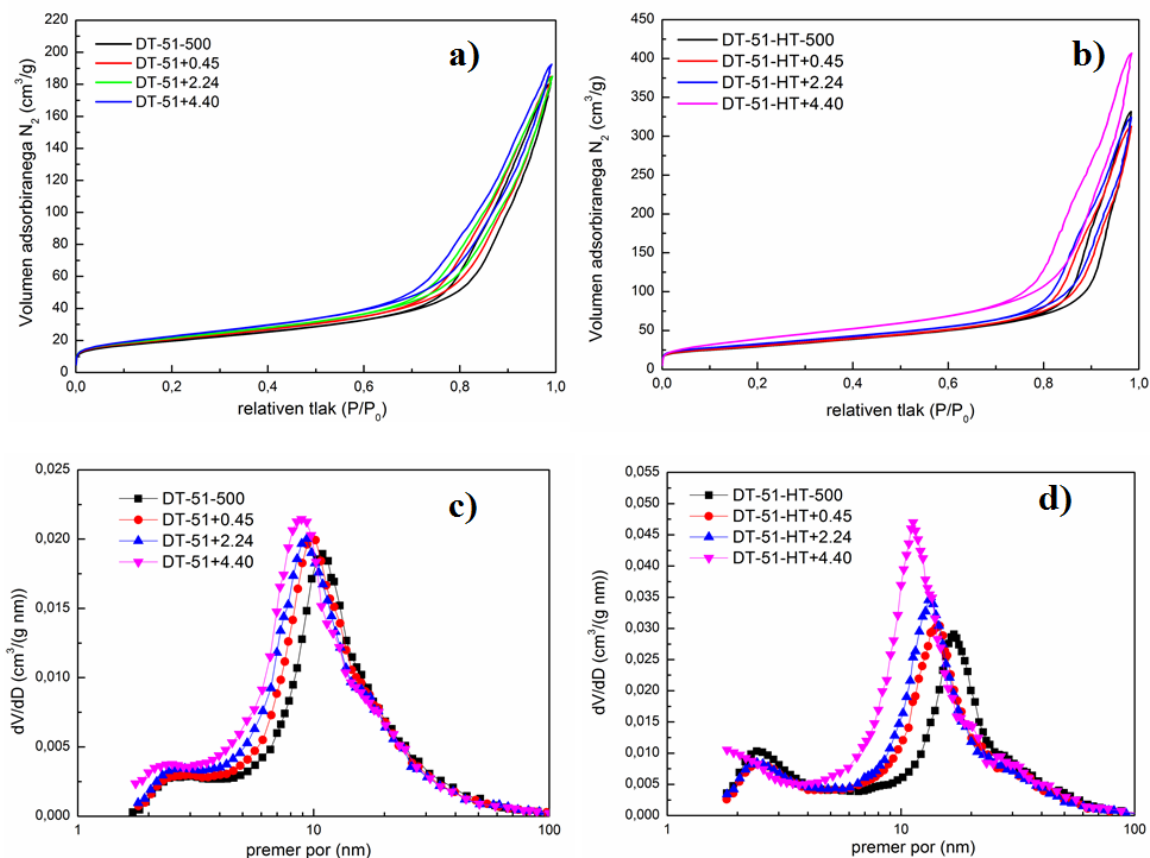 a)
DT-51-500
DT-51+0.45
DT-51+2.24
DT-51+4.40
Volumen adsorbiranega N₂ (cm³/g)
220
200
180
160
140
120
100
80
60
40
20
0
0,0 0,2 0,4 0,6 0,8 1,0
relativen tlak (P/P₀)
b)
DT-51-HT-500
DT-51-HT+0.45
DT-51-HT+2.24
DT-51-HT+4.40
Volumen adsorbiranega N₂ (cm³/g)
450
400
350
300
250
200
150
100
50
0
0,0 0,2 0,4 0,6 0,8 1,0
relativen tlak (P/P₀)
c)
DT-51-500
DT-51+0.45
DT-51+2.24
DT-51+4.40
dV/dD (cm³/(g nm))
0,025
0,020
0,015
0,010
0,005
0,000
1 10 100
premer por (nm)
d)
DT-51-HT-500
DT-51-HT+0.45
DT-51-HT+2.24
DT-51-HT+4.40
dV/dD (cm³/(g nm))
0,055
0,050
0,045
0,040
0,035
0,030
0,025
0,020
0,015
0,010
0,005
0,000
1 10 100
premer por (nm)